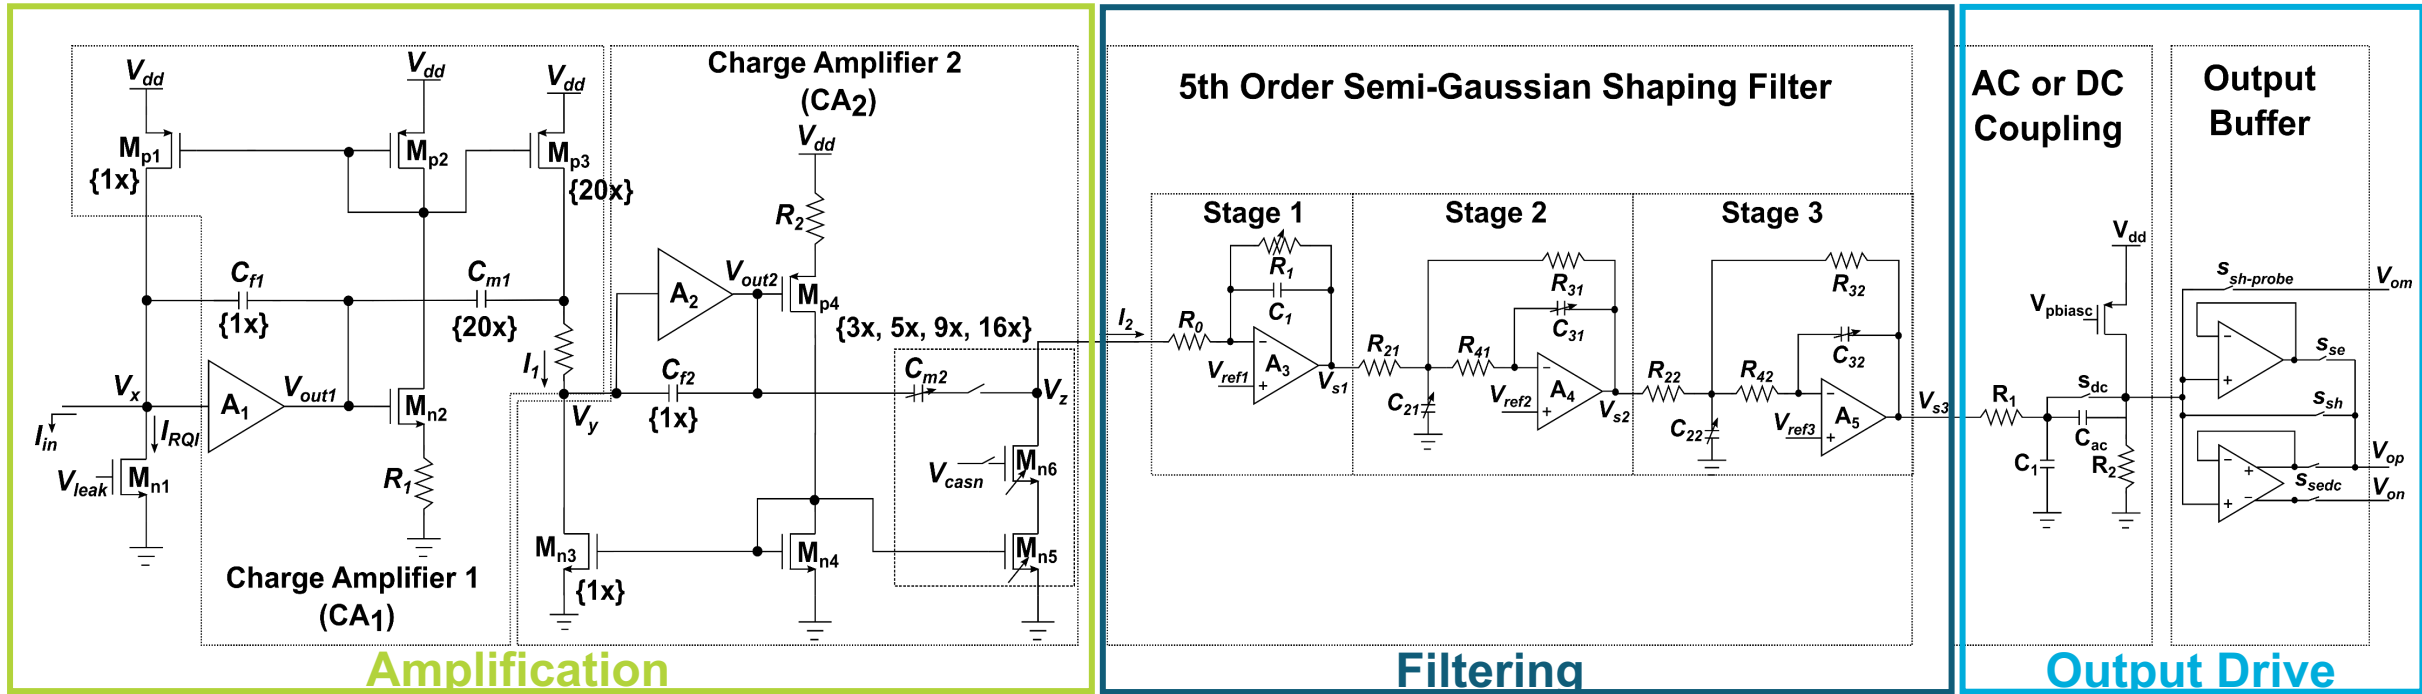 Charge Amplifier 2
(CA2)
5th Order Semi-Gaussian Shaping Filter
AC or DC
Coupling
Output
Buffer
Vdd
Vdd
Vdd
Vdd
Mp1
{1x}
Mp2
Mp3
{20x}
R2
Cf1
{1x}
Cm1
{20x}
A2
Vout2
Mp4
{3x, 5x, 9x, 16x}
I1
Vx
A1
Vout1
Mn2
Vy
Cf2
{1x}
Cm2
Vz
Iin
IRQI
Vleak
Mn1
R1
Vcasn
Mn6
Mn3
{1x}
Mn4
Mn5
Charge Amplifier 1
(CA1)
Stage 1
Stage 2
Stage 3
I2
R0
R1
C1
A3
Vref1
Vs1
R21
C21
R41
R31
C31
A4
Vref2
Vs2
R22
C22
R42
R32
C32
A5
Vref3
Vs3
Vdd
Vpbiasc
R1
C1
sdc
Cac
R2
ssh-probe
Vom
sse
ssh
Vop
ssedc
Von
Amplification
Filtering
Output Drive